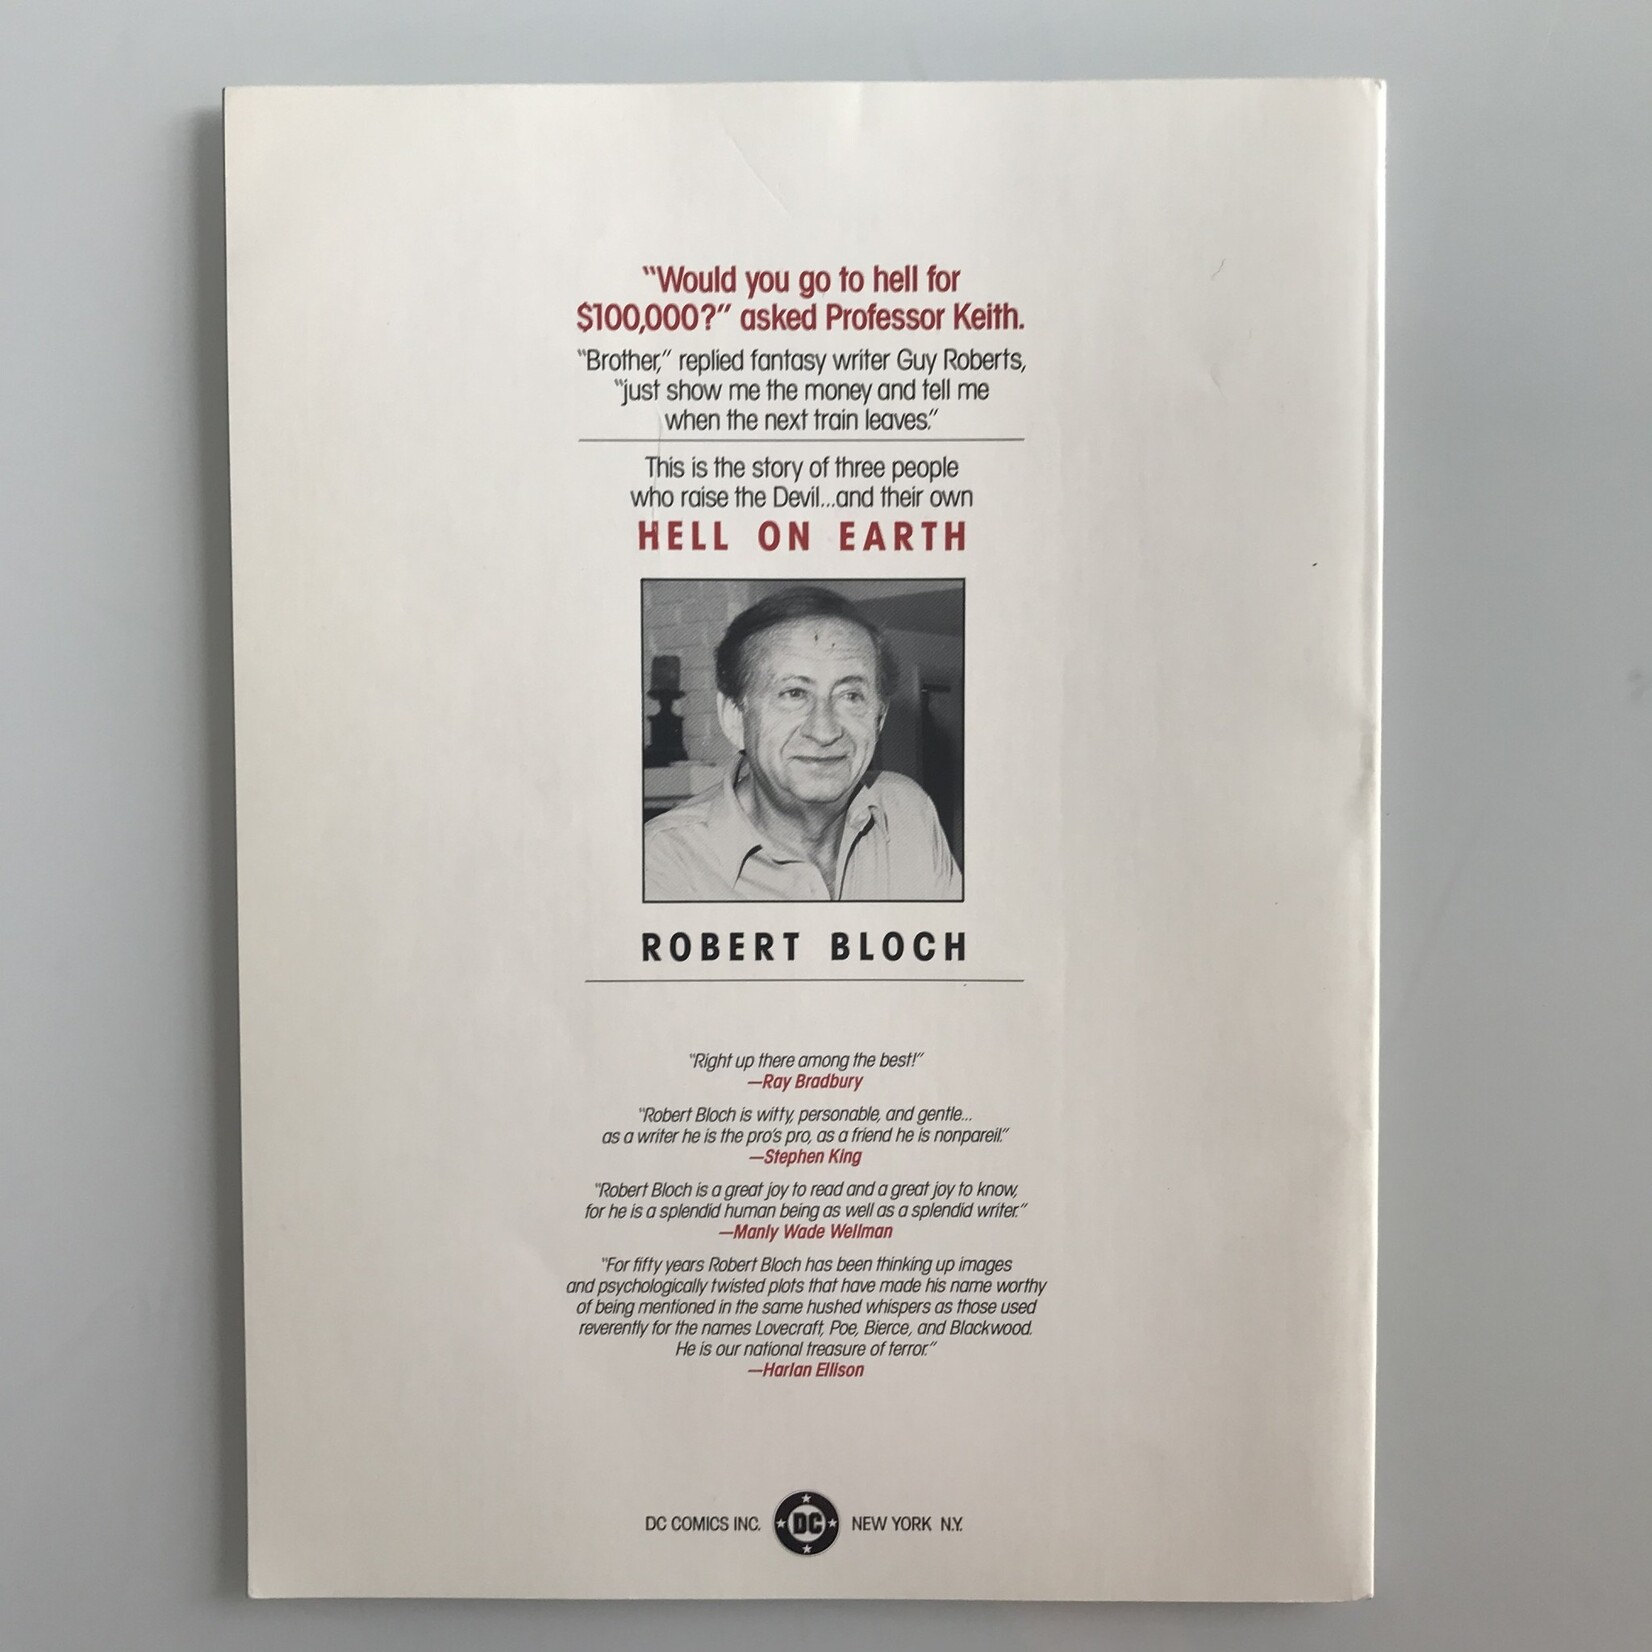 “Would you go to hell for
$100,000?” asked Professor Keith.
“Brother,” replied fantasy writer Guy Roberts,
“just show me the money and tell me
when the next train leaves.”
This is the story of three people
who raise the Devil...and their own
HELL ON EARTH
ROBERT BLOCH
“Right up there among the best!”
—Ray Bradbury
“Robert Bloch is witty, personable, and gentle...
as a writer he is the pro’s pro, as a friend he is nonpareil.”
—Stephen King
“Robert Bloch is a great joy to read and a great joy to know,
for he is a splendid human being as well as a splendid writer.”
—Manly Wade Wellman
“For fifty years Robert Bloch has been thinking up images
and psychologically twisted plots that have made his name worthy
of being mentioned in the same hushed whispers as those used
reverently for the names Lovecraft, Poe, Bierce, and Blackwood.
He is our national treasure of terror.”
—Harlan Ellison
DC COMICS INC. DC NEW YORK N.Y.